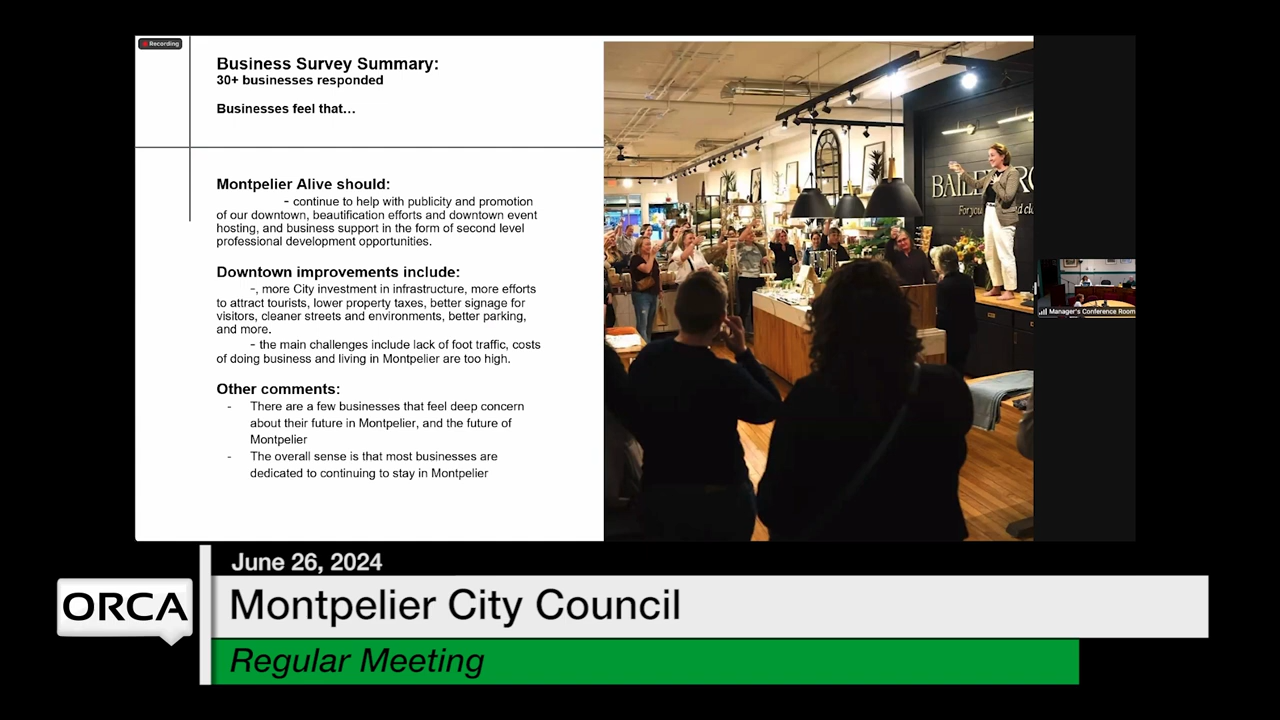 Recording
Business Survey Summary:
30+ businesses responded
Businesses feel that…
Montpelier Alive should:
- continue to help with publicity and promotion
of our downtown, beautification efforts and downtown event
hosting, and business support in the form of second level
professional development opportunities.
Downtown improvements include:
-, more City investment in infrastructure, more efforts
to attract tourists, lower property taxes, better signage for
visitors, cleaner streets and environments, better parking,
and more.
- the main challenges include lack of foot traffic, costs
of doing business and living in Montpelier are too high.
Other comments:
- There are a few businesses that feel deep concern
about their future in Montpelier, and the future of
Montpelier
- The overall sense is that most businesses are
dedicated to continuing to stay in Montpelier
Manager's Conference Room
June 26, 2024
ORCA
Montpelier City Council
Regular Meeting